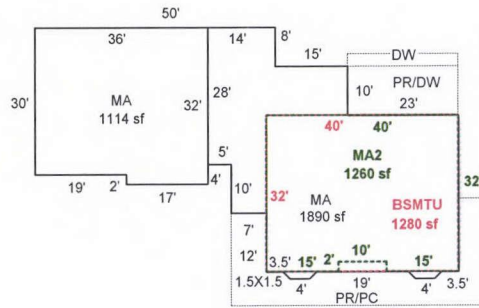 50'
36'
14'
8'
15'
DW
PR/DW
10'
23'
30'
MA
1114 sf
32'
28'
40'
40'
5'
MA2
1260 sf
19'
2'
17'
4'
10'
32'
MA
1890 sf
BSMTU
1280 sf
32
7'
12'
3.5'
15'
2'
10'
15'
1.5X1.5
4'
19'
4'
3.5'
PR/PC